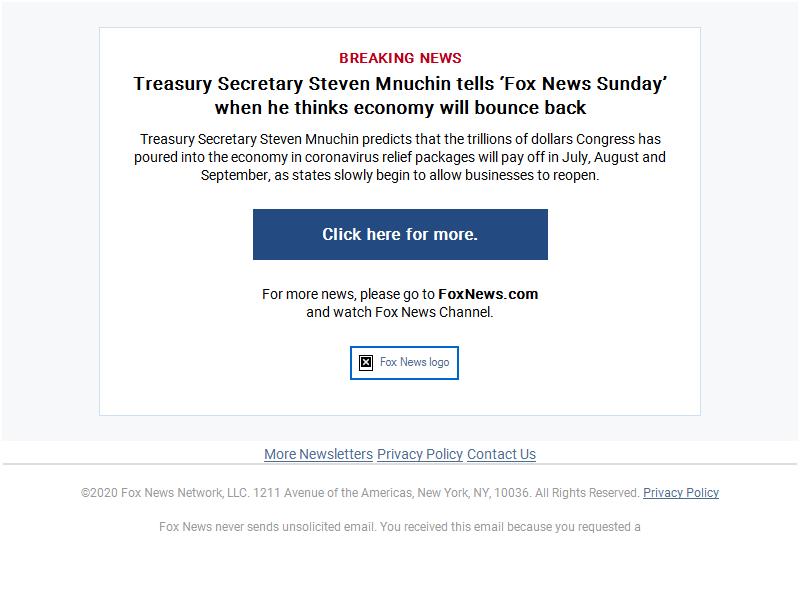 BREAKING NEWS
Treasury Secretary Steven Mnuchin tells ‘Fox News Sunday’
when he thinks economy will bounce back
Treasury Secretary Steven Mnuchin predicts that the trillions of dollars Congress has
poured into the economy in coronavirus relief packages will pay off in July, August and
September, as states slowly begin to allow businesses to reopen.
Click here for more.
For more news, please go to FoxNews.com
and watch Fox News Channel.
Fox News logo
More Newsletters Privacy Policy Contact Us
©2020 Fox News Network, LLC. 1211 Avenue of the Americas, New York, NY, 10036. All Rights Reserved. Privacy Policy
Fox News never sends unsolicited email. You received this email because you requested a